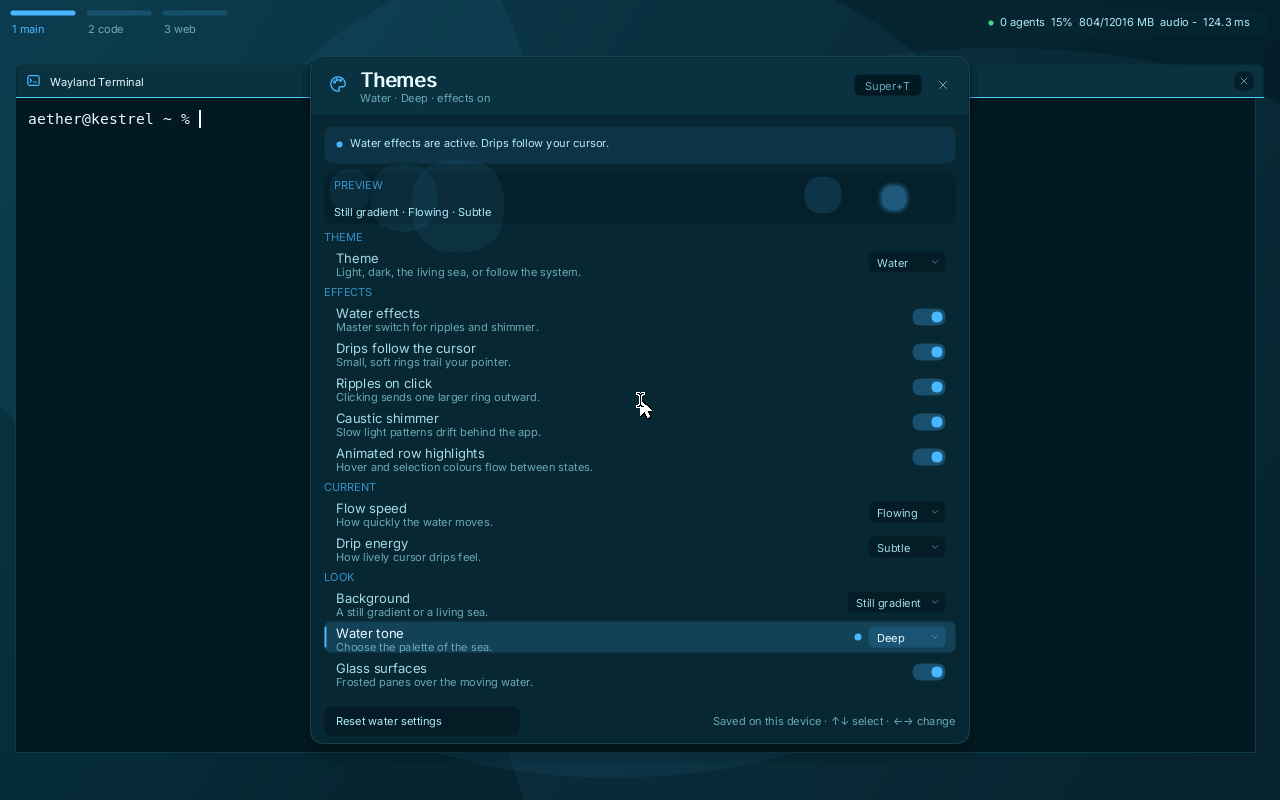 1 main 2 code 3 web
0 agents 15% 804/12016 MB audio - 124.3 ms
Wayland Terminal
aether@kestrel ~ %
Themes
Water · Deep · effects on
Super+T
Water effects are active. Drips follow your cursor.
PREVIEW
Still gradient · Flowing · Subtle
THEME
Theme
Light, dark, the living sea, or follow the system.
Water
EFFECTS
Water effects
Master switch for ripples and shimmer.
Drips follow the cursor
Small, soft rings trail your pointer.
Ripples on click
Clicking sends one larger ring outward.
Caustic shimmer
Slow light patterns drift behind the app.
Animated row highlights
Hover and selection colours flow between states.
CURRENT
Flow speed
How quickly the water moves.
Flowing
Drip energy
How lively cursor drips feel.
Subtle
LOOK
Background
A still gradient or a living sea.
Still gradient
Water tone
Choose the palette of the sea.
Deep
Glass surfaces
Frosted panes over the moving water.
Reset water settings
Saved on this device · ↑↓ select · ←→ change